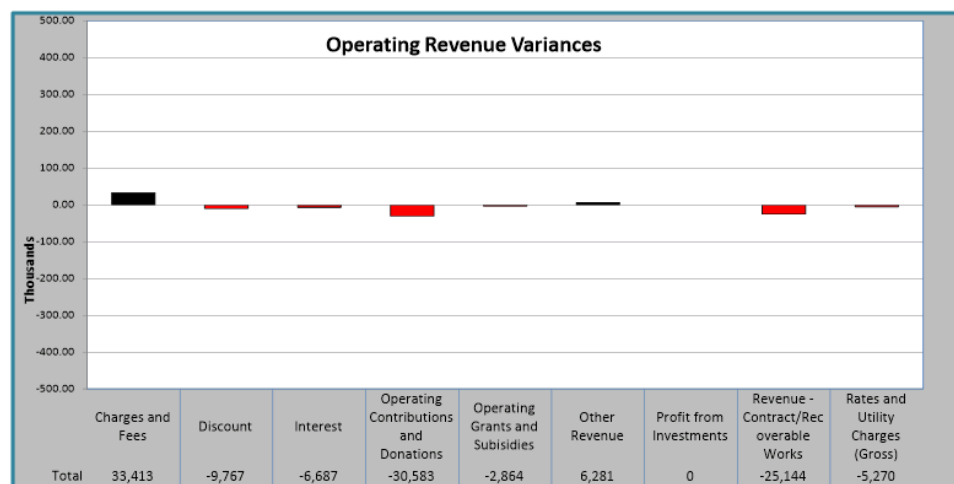 Operating Revenue Variances
500.00
400.00
300.00
200.00
100.00
0.00
-100.00
-200.00
-300.00
-400.00
-500.00
Thousands
Charges and
Fees
Discount
Interest
Operating
Contributions
and
Donations
Operating
Grants and
Subisidies
Other
Revenue
Profit from
Investments
Revenue -
Contract/Rec
overable
Works
Rates and
Utility
Charges
(Gross)
Total 33,413 -9,767 -6,687 -30,583 -2,864 6,281 0 -25,144 -5,270